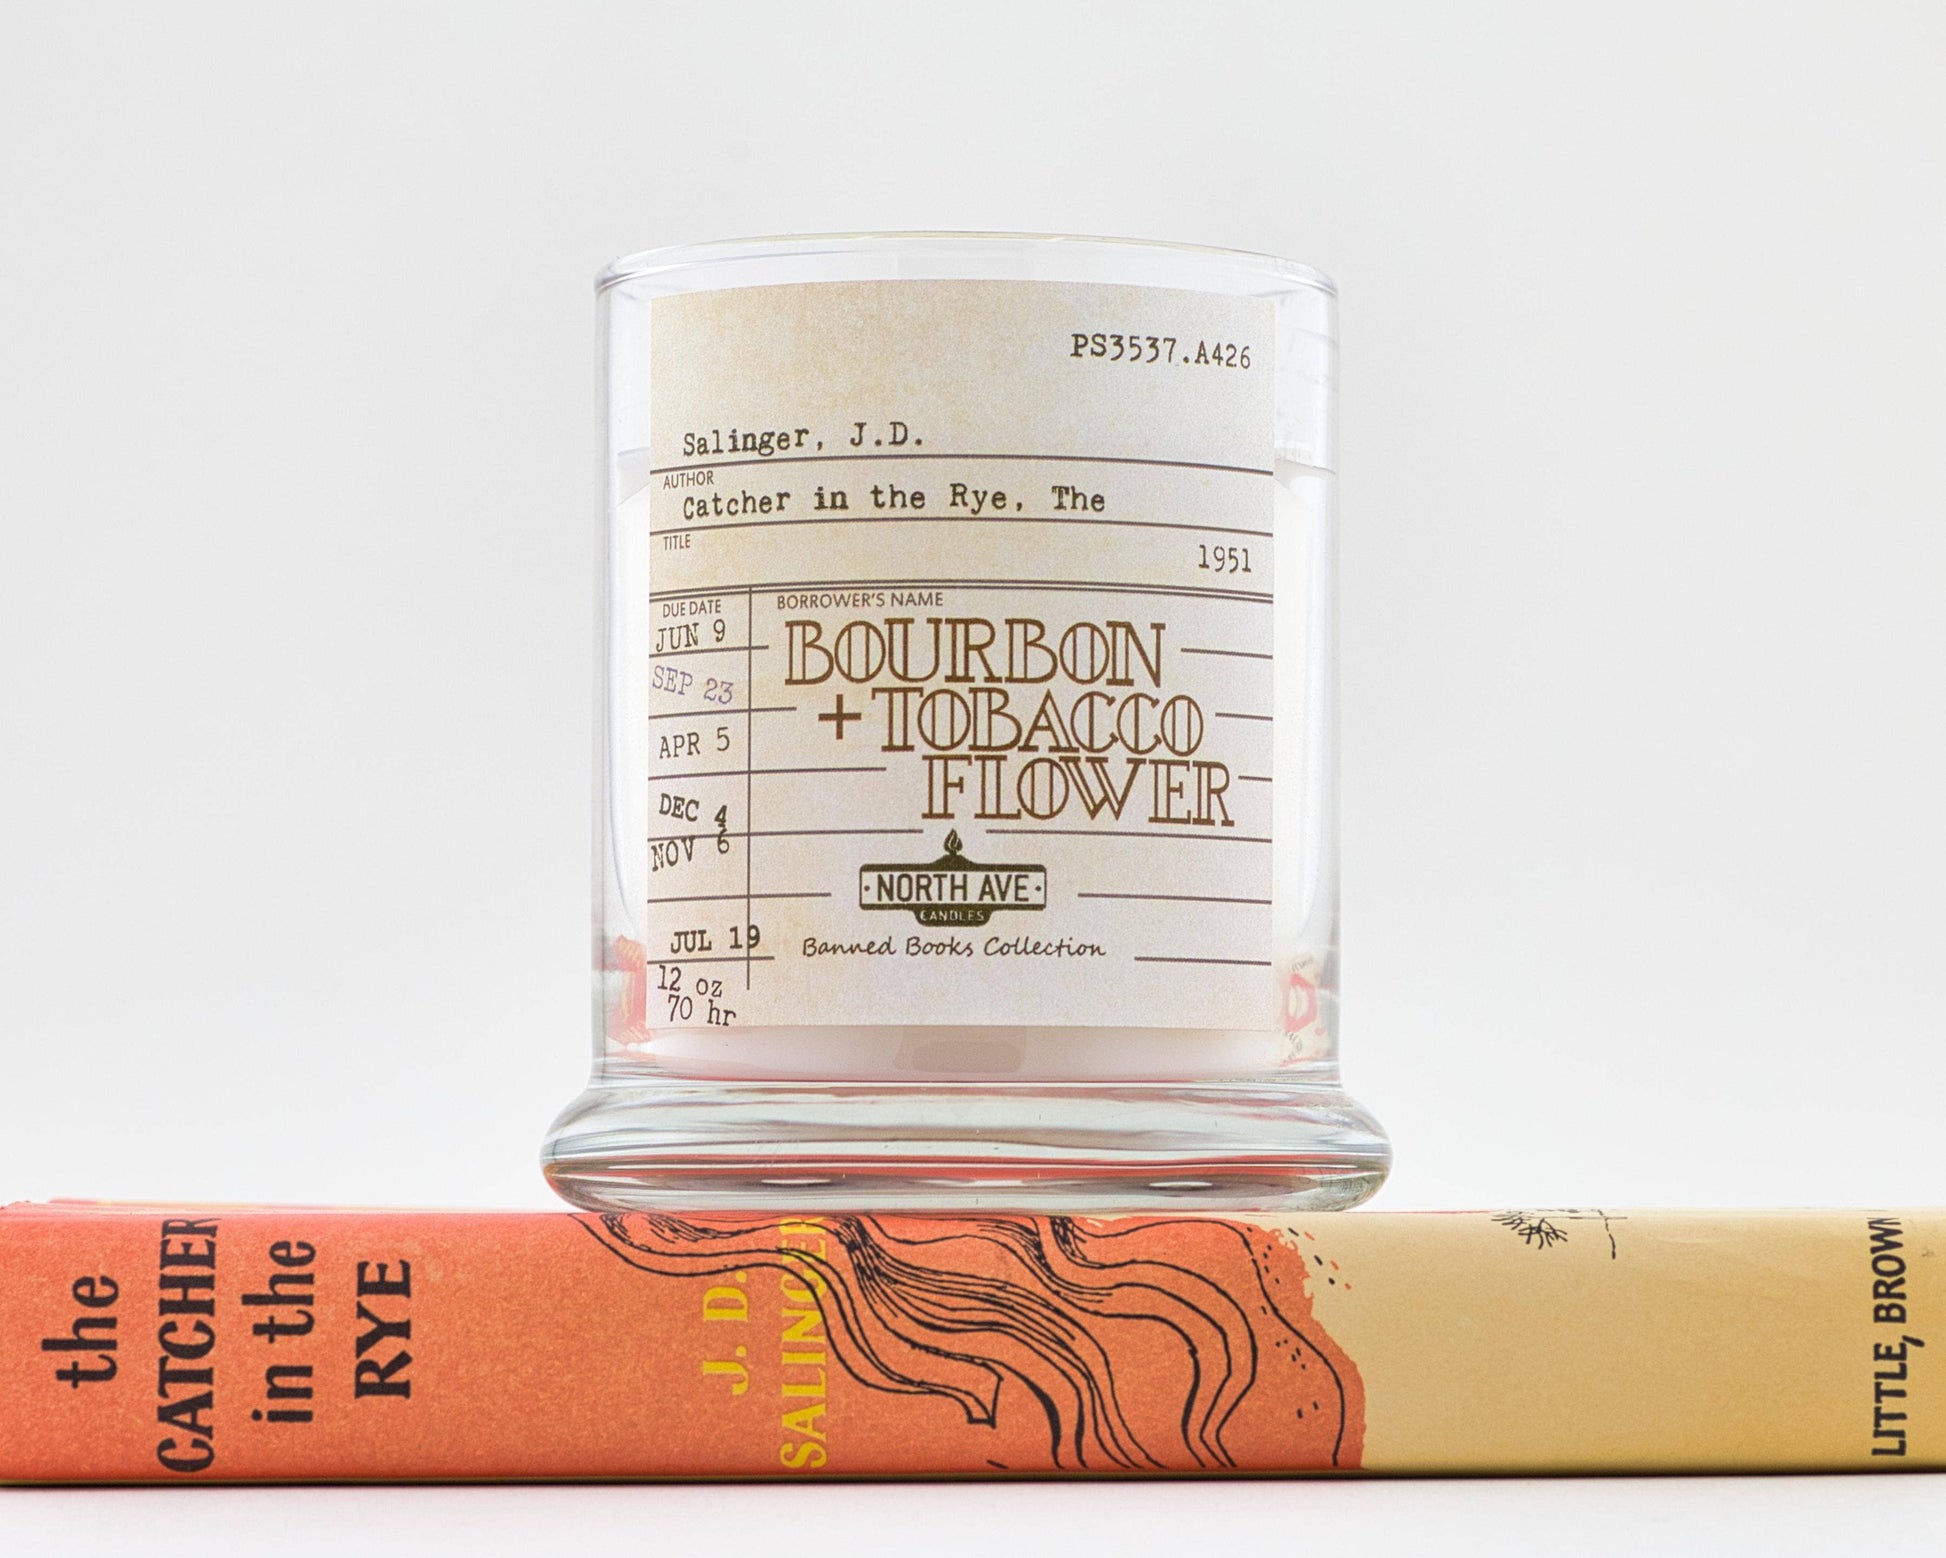 PS3537.A426
Salinger, J.D.
AUTHOR
Catcher in the Rye, The
TITLE
1951
DUE DATE
BORROWER'S NAME
JUN 9
SEP 23
APR 5
DEC 4
NOV 6
JUL 19
12 oz
70 hr
BOURBON
+TOBACCO
FLOWER
·NORTH AVE·
CANDLES
Banned Books Collection
the
CATCHER
in the
RYE
J. D.
SALINGER
LITTLE, BROWN